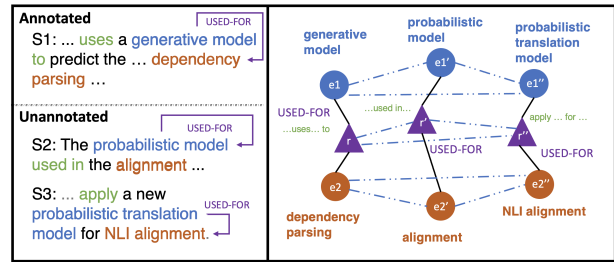 Annotated
USED-FOR
S1: ... uses a generative model
to predict the ... dependency
parsing ...
Unannotated
USED-FOR
S2: The probabilistic model
used in the alignment ...
S3: ... apply a new
probabilistic translation
USED-FOR
model for NLI alignment.
generative
model
probabilistic
model
probabilistic
translation
model
e1
e1'
e1''
USED-FOR
...uses... to
...used in...
apply ... for ...
r
r'
r''
USED-FOR
USED-FOR
e2
e2'
e2''
dependency
parsing
alignment
NLI alignment